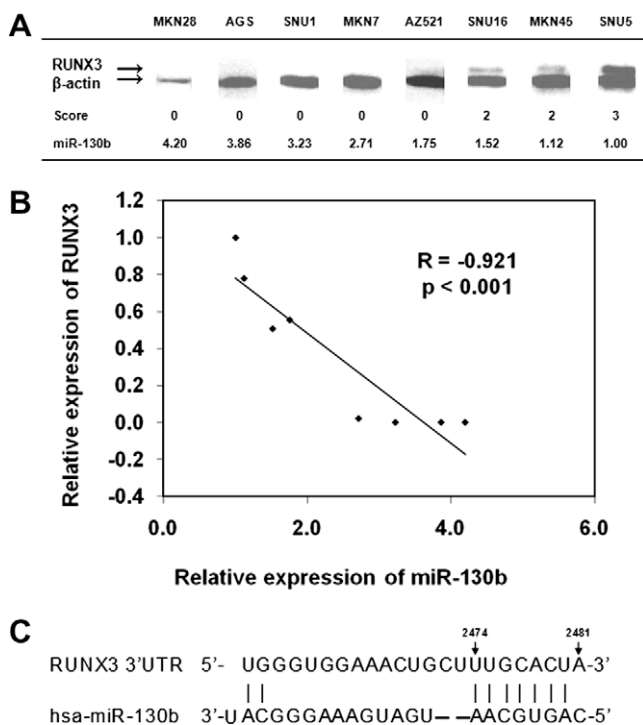 A
MKN28 AGS SNU1 MKN7 AZ521 SNU16 MKN45 SNU5
RUNX3
β-actin
Score 0 0 0 0 0 2 2 3
miR-130b 4.20 3.86 3.23 2.71 1.75 1.52 1.12 1.00
B
Relative expression of RUNX3
1.2
1.0
0.8
0.6
0.4
0.2
0.0
-0.2
-0.4
R = -0.921
p < 0.001
0.0 2.0 4.0 6.0
Relative expression of miR-130b
C
2474 2481
RUNX3 3’UTR 5’- UGGGUGGAAACUGCUUUGCACUA-3’
hsa-miR-130b 3’-UACGGGAAAGUAGU--AACGUGAC-5’